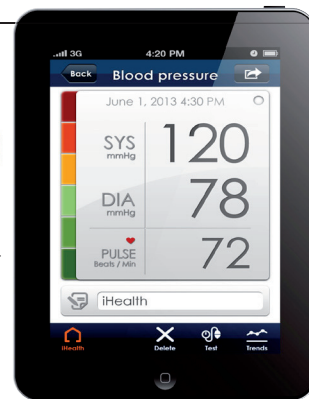 3G 4:20 PM
Back Blood pressure
June 1, 2013 4:30 PM
SYS 120
mmHg
DIA 78
mmHg
PULSE 72
Beats / Min
iHealth
iHealth Delete Test Trends